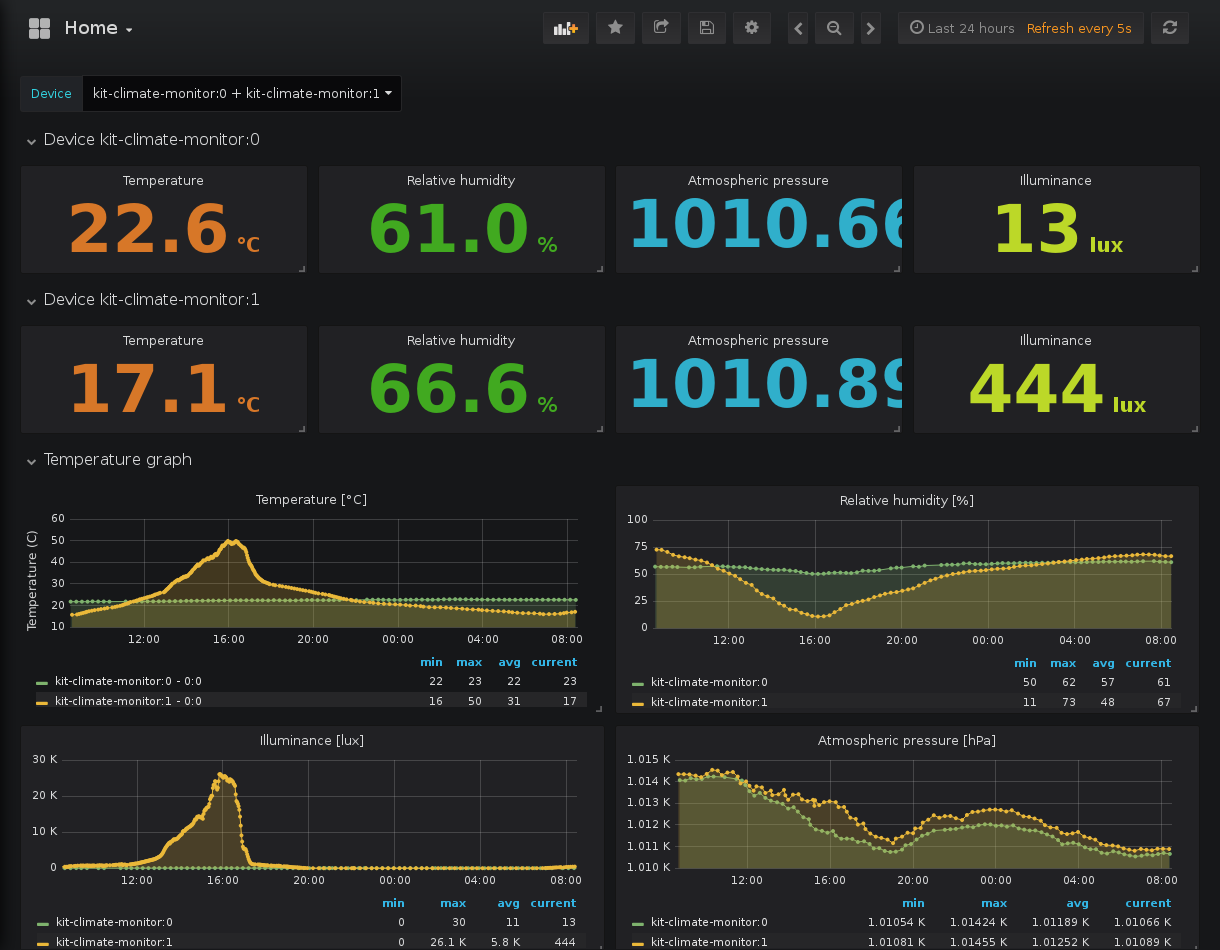 Home
Last 24 hours Refresh every 5s
Device kit-climate-monitor:0 + kit-climate-monitor:1
Device kit-climate-monitor:0
Temperature Relative humidity Atmospheric pressure Illuminance
22.6 °C 61.0 % 1010.66 13 lux
Device kit-climate-monitor:1
Temperature Relative humidity Atmospheric pressure Illuminance
17.1 °C 66.6 % 1010.89 444 lux
Temperature graph
Temperature [°C]
Temperature (C)
60
50
40
30
20
10
12:00 16:00 20:00 00:00 04:00 08:00
min max avg current
kit-climate-monitor:0 - 0:0 22 23 22 23
kit-climate-monitor:1 - 0:0 16 50 31 17
Relative humidity [%]
100
75
50
25
0
12:00 16:00 20:00 00:00 04:00 08:00
min max avg current
kit-climate-monitor:0 50 62 57 61
kit-climate-monitor:1 11 73 48 67
Illuminance [lux]
30 K
20 K
10 K
0
12:00 16:00 20:00 00:00 04:00 08:00
min max avg current
kit-climate-monitor:0 0 30 11 13
kit-climate-monitor:1 0 26.1 K 5.8 K 444
Atmospheric pressure [hPa]
1.015 K
1.014 K
1.013 K
1.012 K
1.011 K
1.010 K
12:00 16:00 20:00 00:00 04:00 08:00
min max avg current
kit-climate-monitor:0 1.01054 K 1.01424 K 1.01189 K 1.01066 K
kit-climate-monitor:1 1.01081 K 1.01455 K 1.01252 K 1.01089 K